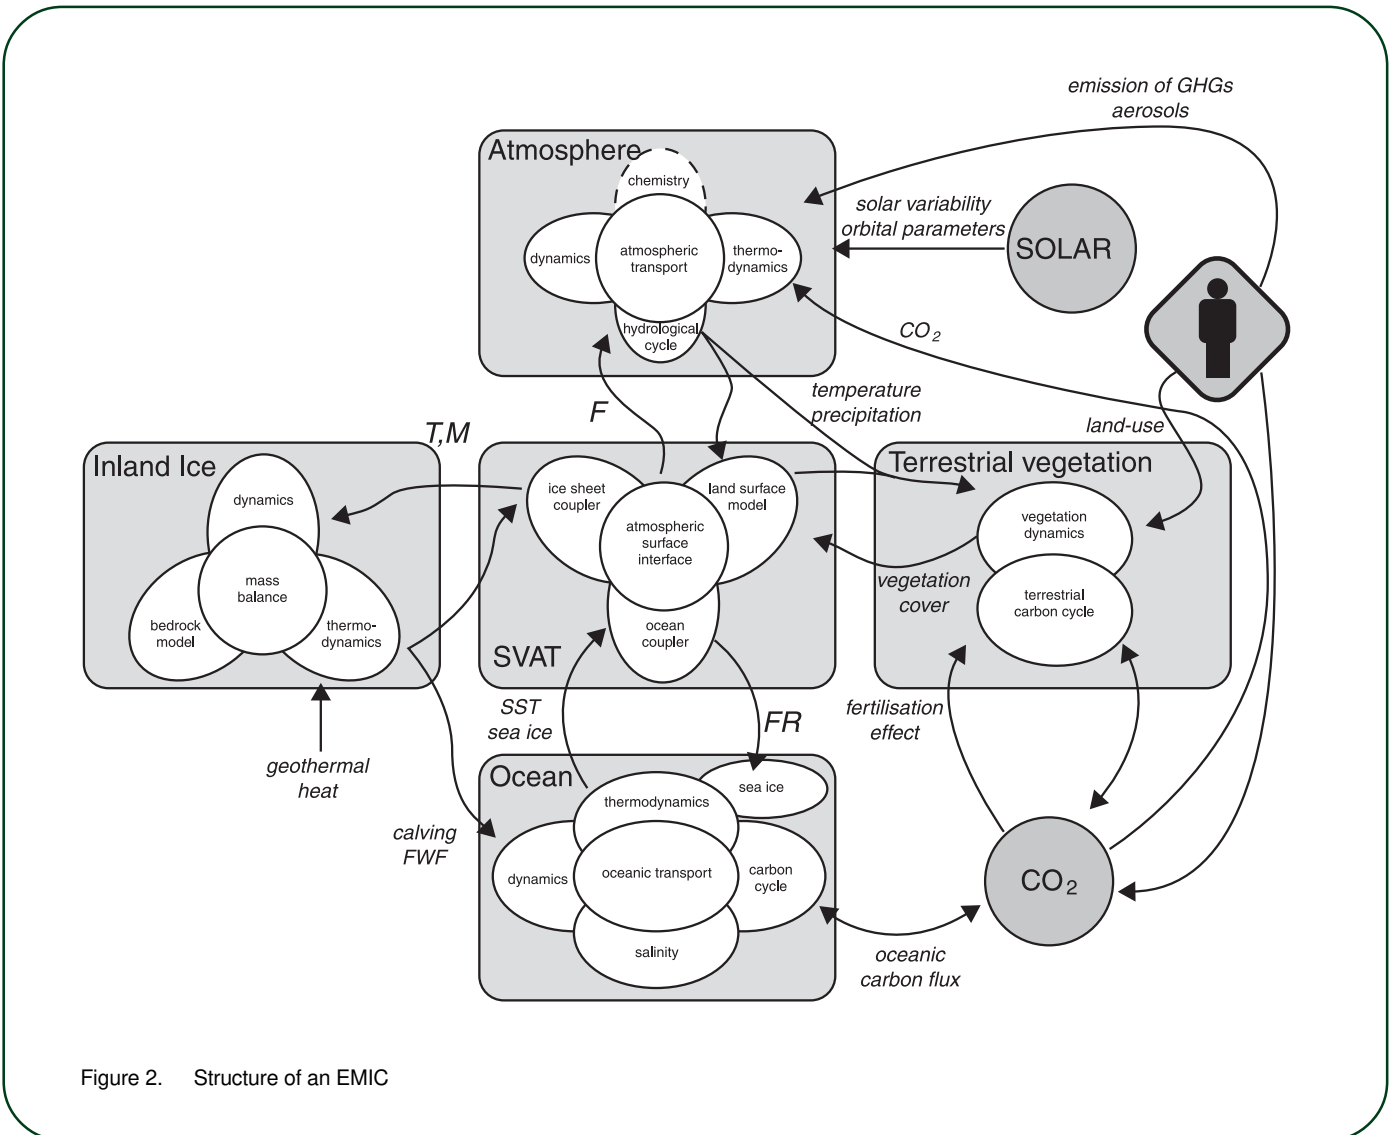 emission of GHGs
aerosols
Atmosphere
chemistry
dynamics
atmospheric
transport
thermo-
dynamics
hydrological
cycle
solar variability
orbital parameters
SOLAR
CO2
temperature
precipitation
land-use
F
T,M
Inland Ice
dynamics
mass
balance
bedrock
model
thermo-
dynamics
geothermal
heat
ice sheet
coupler
land surface
model
atmospheric
surface
interface
ocean
coupler
SVAT
Terrestrial vegetation
vegetation
dynamics
terrestrial
carbon cycle
vegetation
cover
SST
sea ice
FR
fertilisation
effect
calving
FWF
Ocean
sea ice
thermodynamics
dynamics
oceanic transport
carbon
cycle
salinity
CO2
oceanic
carbon flux
Figure 2. Structure of an EMIC